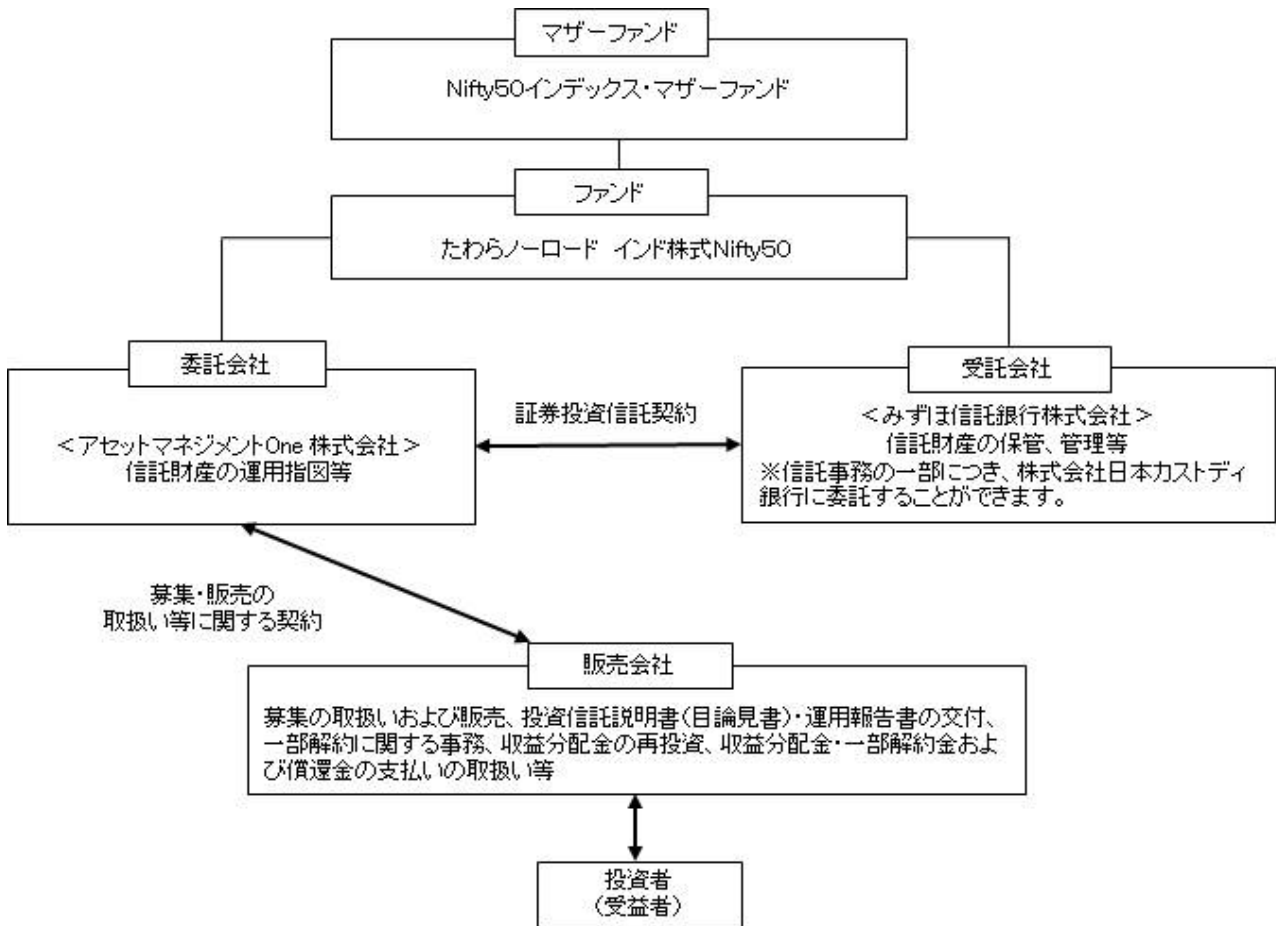 マザーファンド
Nifty50インデックス・マザーファンド
ファンド
たわらノーロード インド株式Nifty50
委託会社
＜アセットマネジメントOne 株式会社＞
信託財産の運用指図等
証券投資信託契約
受託会社
＜みずほ信託銀行株式会社＞
信託財産の保管、管理等
※信託事務の一部につき、株式会社日本カストディ
銀行に委託することができます。
募集・販売の
取扱い等に関する契約
販売会社
募集の取扱いおよび販売、投資信託説明書（目論見書）・運用報告書の交付、
一部解約に関する事務、収益分配金の再投資、収益分配金・一部解約金およ
び償還金の支払いの取扱い等
投資者
（受益者）